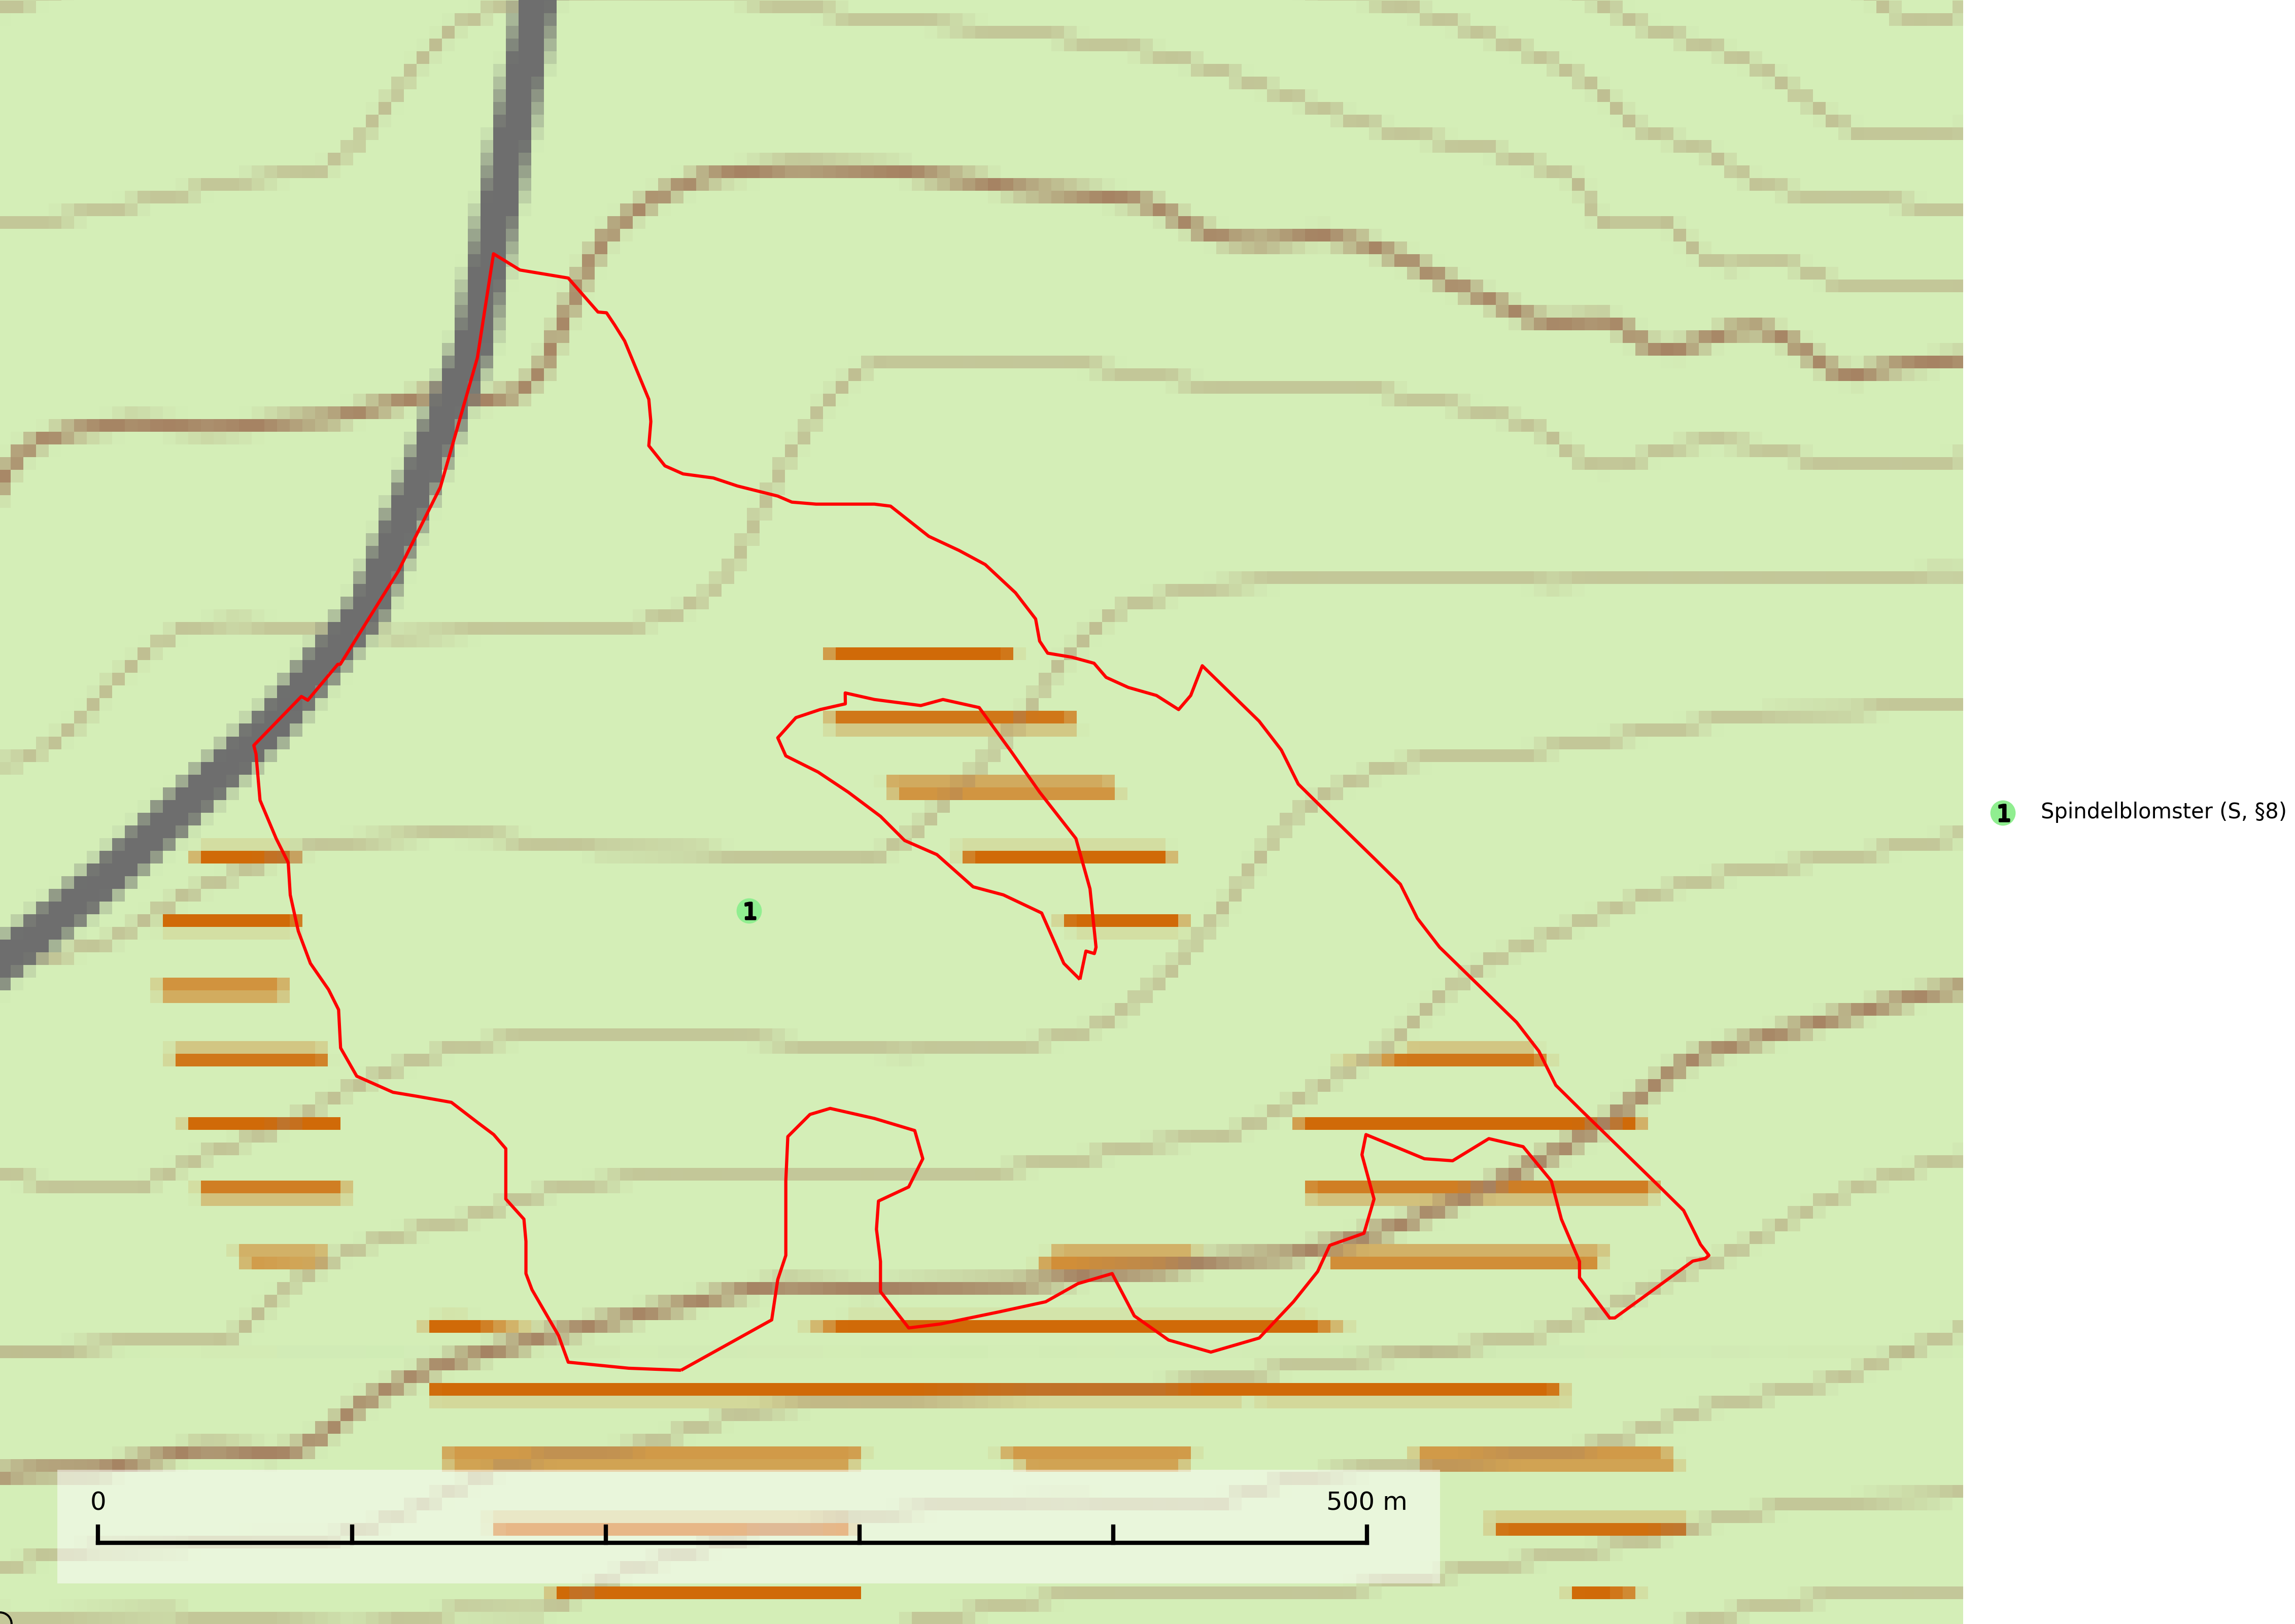 1
1 Spindelblomster (S, §8)
0 500 m